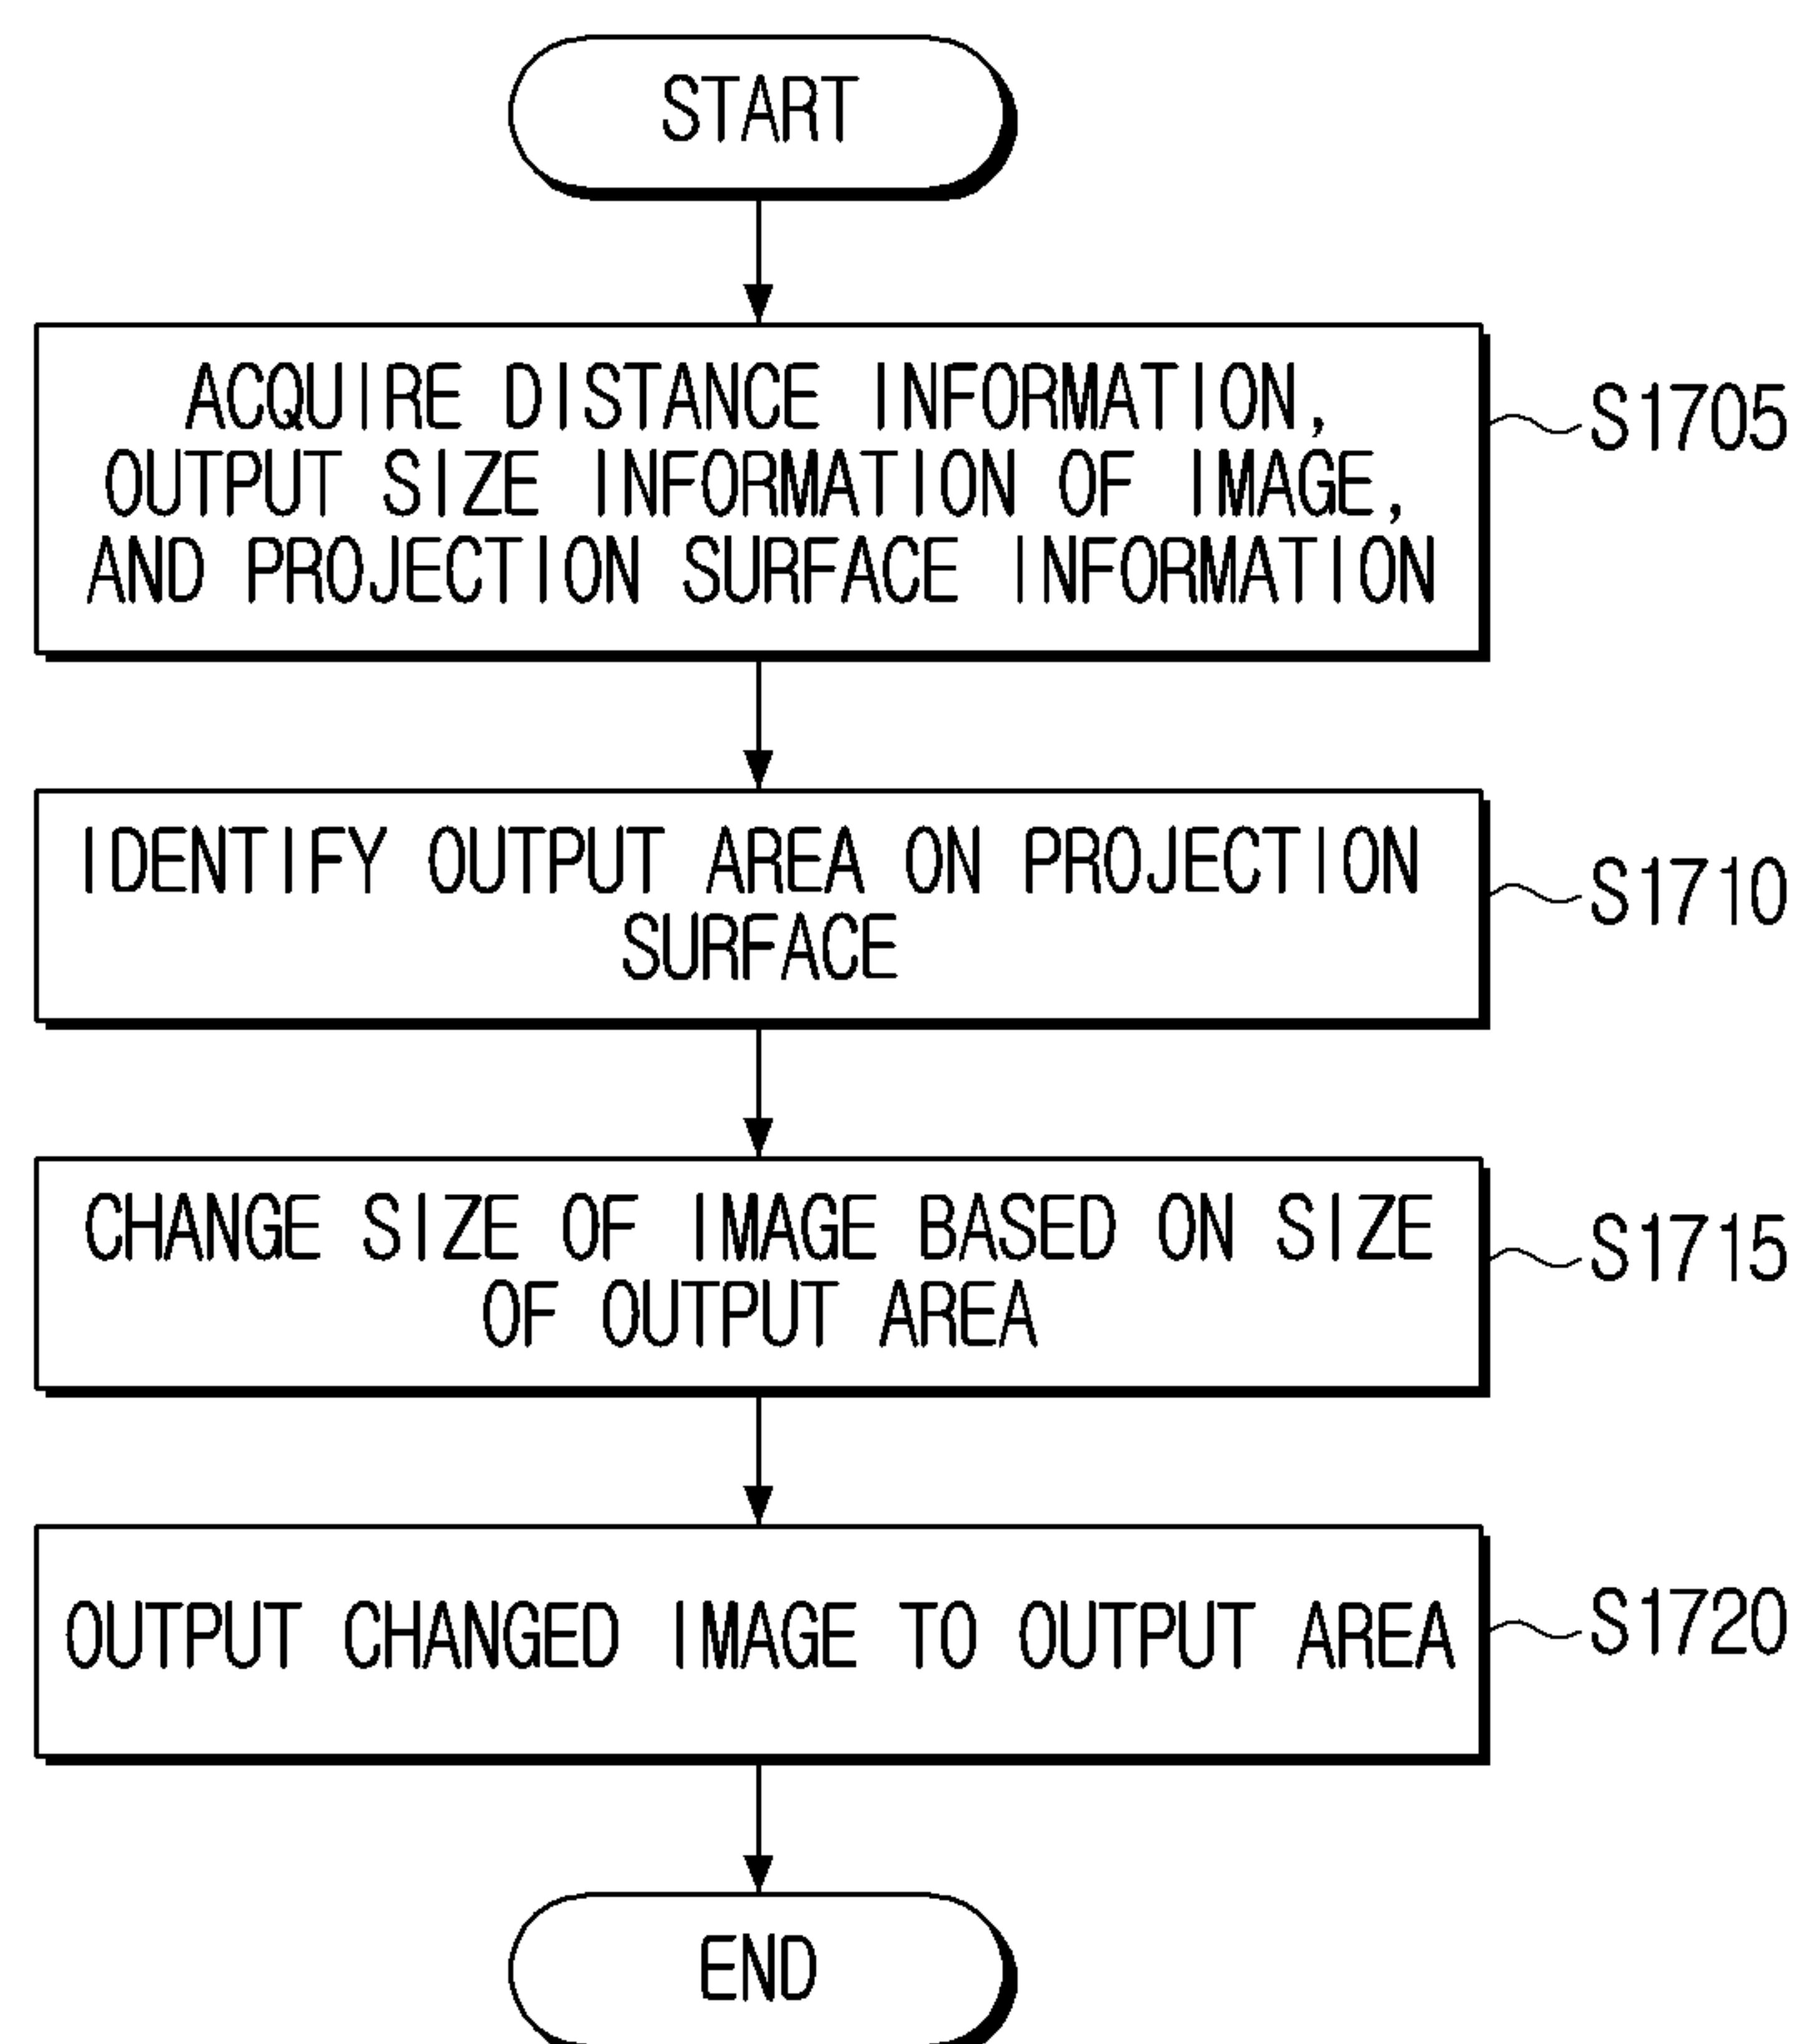 START
ACQUIRE DISTANCE INFORMATION,
OUTPUT SIZE INFORMATION OF IMAGE,
AND PROJECTION SURFACE INFORMATION
S1705
IDENTIFY OUTPUT AREA ON PROJECTION
SURFACE
S1710
CHANGE SIZE OF IMAGE BASED ON SIZE
OF OUTPUT AREA
S1715
OUTPUT CHANGED IMAGE TO OUTPUT AREA
S1720
END